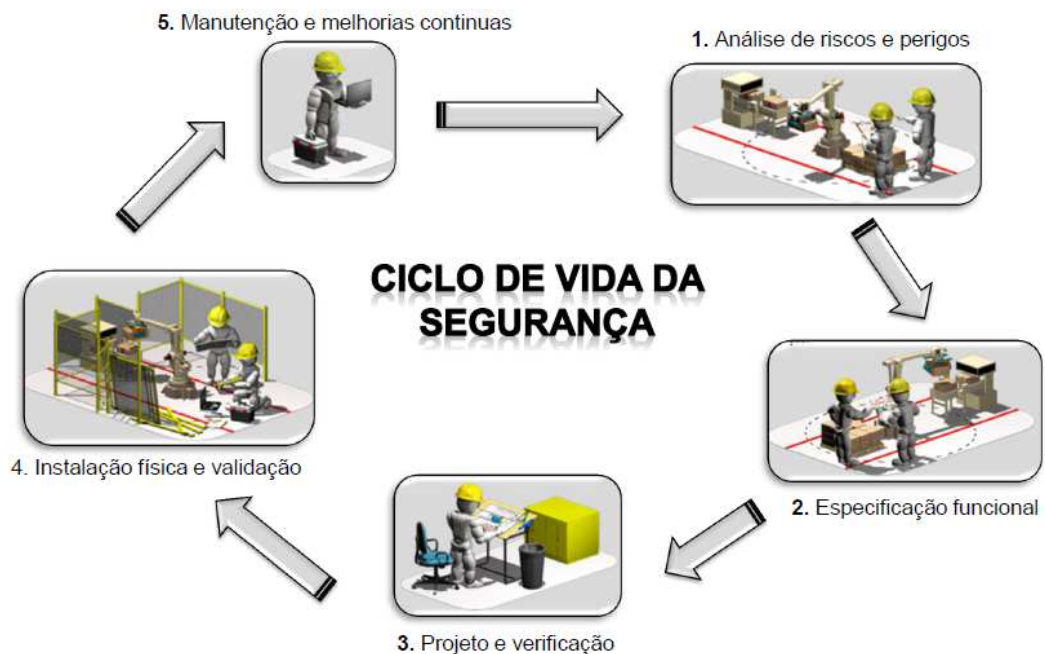 5. Manutenção e melhorias continuas
1. Análise de riscos e perigos
CICLO DE VIDA DA
SEGURANÇA
4. Instalação física e validação
2. Especificação funcional
3. Projeto e verificação